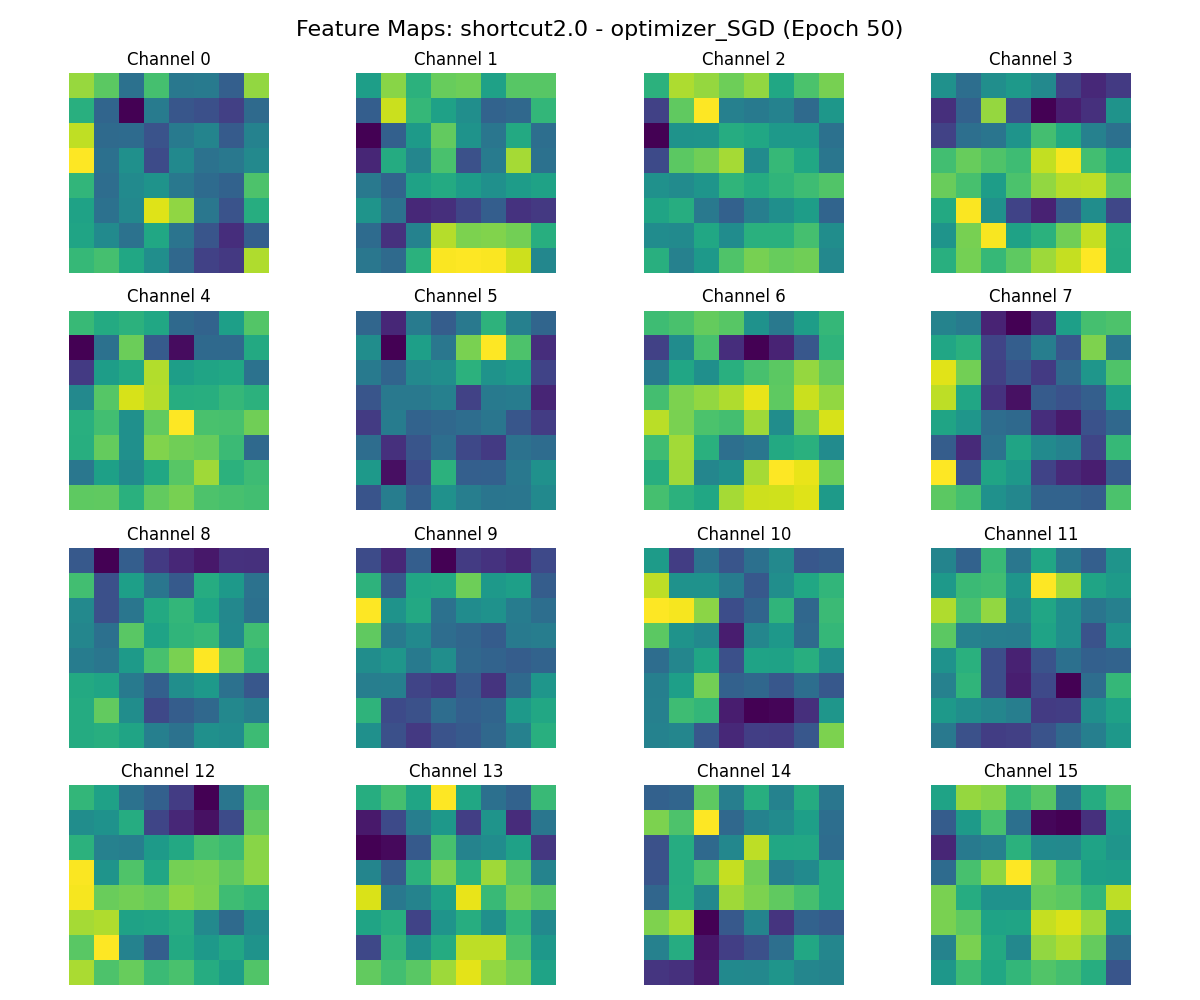 Feature Maps: shortcut2.0 - optimizer_SGD (Epoch 50)
Channel 0
Channel 1
Channel 2
Channel 3
Channel 4
Channel 5
Channel 6
Channel 7
Channel 8
Channel 9
Channel 10
Channel 11
Channel 12
Channel 13
Channel 14
Channel 15